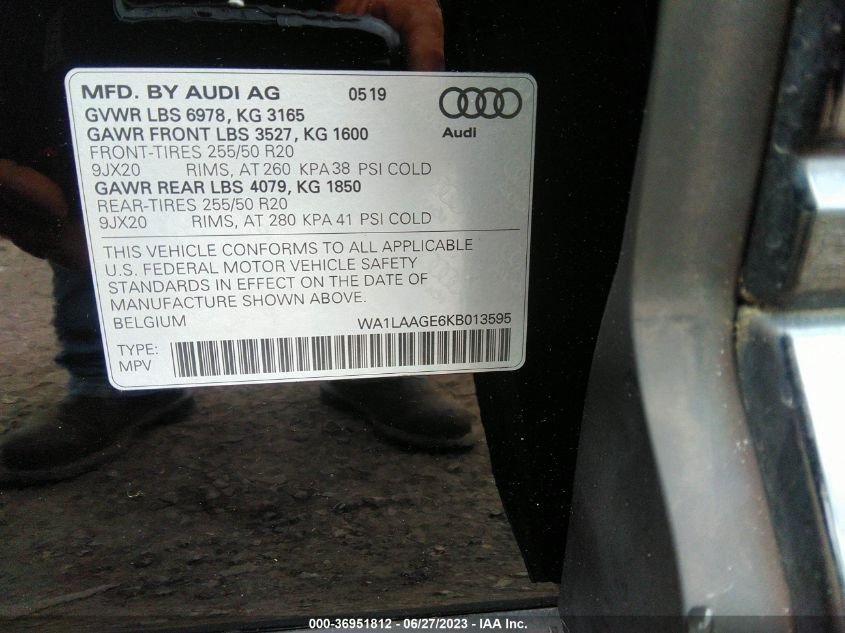 MFD. BY AUDI AG 0519
GVWR LBS 6978, KG 3165
GAWR FRONT LBS 3527, KG 1600
Audi
FRONT-TIRES 255/50 R20
9JX20 RIMS, AT 260 KPA 38 PSI COLD
GAWR REAR LBS 4079, KG 1850
REAR-TIRES 255/50 R20
9JX20 RIMS, AT 280 KPA 41 PSI COLD
THIS VEHICLE CONFORMS TO ALL APPLICABLE
U.S. FEDERAL MOTOR VEHICLE SAFETY
STANDARDS IN EFFECT ON THE DATE OF
MANUFACTURE SHOWN ABOVE.
BELGIUM WA1LAAGE6KB013595
TYPE:
MPV
000-36951812 - 06/27/2023 - IAA Inc.